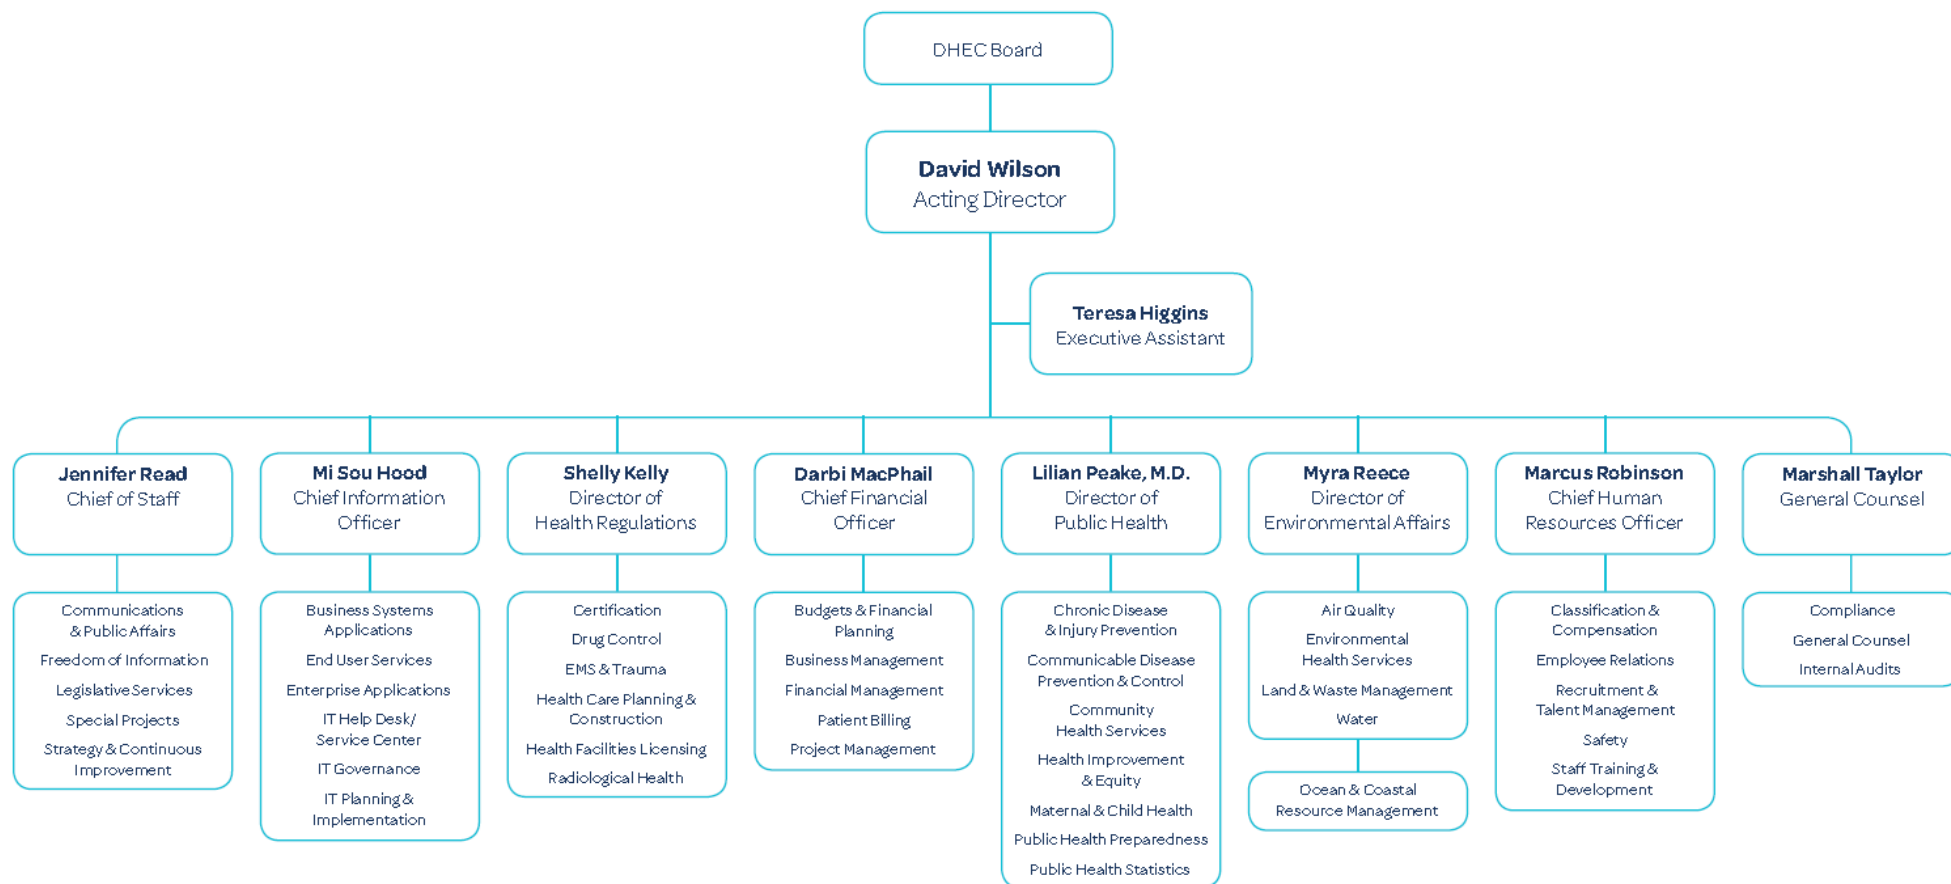 DHEC Board
David Wilson
Acting Director
Teresa Higgins
Executive Assistant
Jennifer Read
Chief of Staff
Communications
& Public Affairs
Freedom of Information
Legislative Services
Special Projects
Strategy & Continuous
Improvement
Mi Sou Hood
Chief Information
Officer
Business Systems
Applications
End User Services
Enterprise Applications
IT Help Desk/
Service Center
IT Governance
IT Planning &
Implementation
Shelly Kelly
Director of
Health Regulations
Certification
Drug Control
EMS & Trauma
Health Care Planning &
Construction
Health Facilities Licensing
Radiological Health
Darbi MacPhail
Chief Financial
Officer
Budgets & Financial
Planning
Business Management
Financial Management
Patient Billing
Project Management
Lilian Peake, M.D.
Director of
Public Health
Chronic Disease
& Injury Prevention
Communicable Disease
Prevention & Control
Community
Health Services
Health Improvement
& Equity
Maternal & Child Health
Public Health Preparedness
Public Health Statistics
Myra Reece
Director of
Environmental Affairs
Air Quality
Environmental
Health Services
Land & Waste Management
Water
Ocean & Coastal
Resource Management
Marcus Robinson
Chief Human
Resources Officer
Classification &
Compensation
Employee Relations
Recruitment &
Talent Management
Safety
Staff Training &
Development
Marshall Taylor
General Counsel
Compliance
General Counsel
Internal Audits